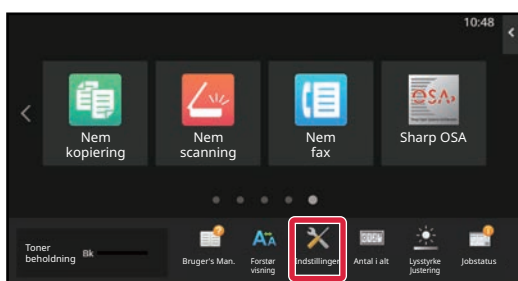 10:48
Nem
kopiering
Nem
scanning
Nem
fax
Sharp OSA
OSA
Toner
beholdning
Bk
Bruger's Man.
Forstør
visning
Indstillinger
Antal i alt
Lysstyrke
Justering
Jobstatus